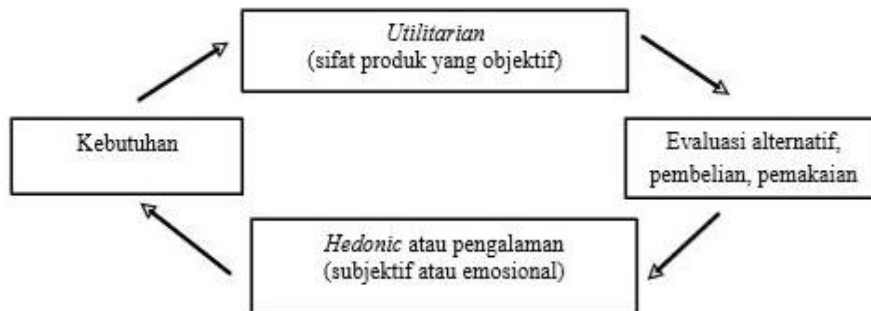 Utilitarian
(sifat produk yang objektif)
Kebutuhan
Evaluasi alternatif,
pembelian, pemakaian
Hedonic atau pengalaman
(subjektif atau emosional)